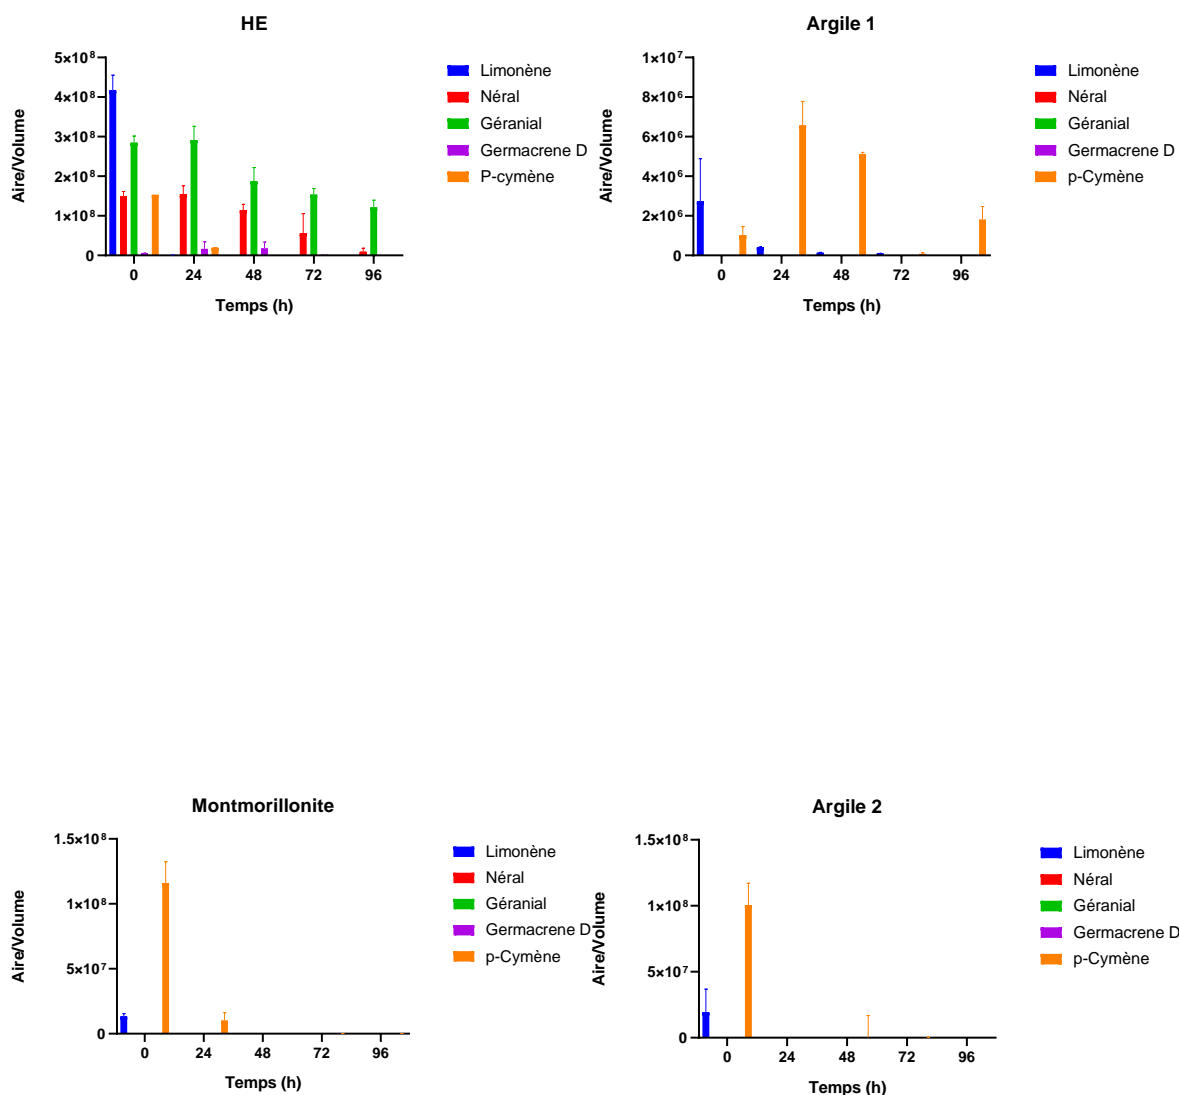 HE
5×10⁸
4×10⁸
3×10⁸
2×10⁸
1×10⁸
0
Aire/Volume
0 24 48 72 96
Temps (h)
Limonène
Néral
Géranial
Germacrene D
P-cymène
Argile 1
1×10⁷
8×10⁶
6×10⁶
4×10⁶
2×10⁶
0
Aire/Volume
0 24 48 72 96
Temps (h)
Limonène
Néral
Géranial
Germacrene D
p-Cymène
Montmorillonite
1.5×10⁸
1×10⁸
5×10⁷
0
Aire/Volume
0 24 48 72 96
Temps (h)
Limonène
Néral
Géranial
Germacrene D
p-Cymène
Argile 2
1.5×10⁸
1×10⁸
5×10⁷
0
Aire/Volume
0 24 48 72 96
Temps (h)
Limonène
Néral
Géranial
Germacrene D
p-Cymène